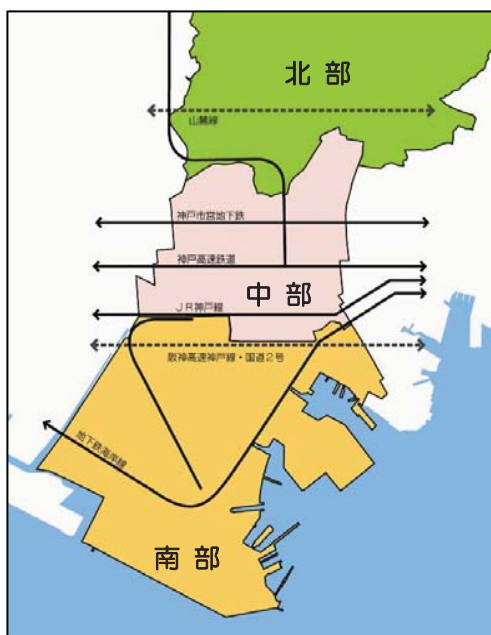 北部
山麓線
神戸市営地下鉄
神戸高速鉄道
中部
JR神戸線
阪神高速神戸線・国道2号
地下鉄海岸線
南部